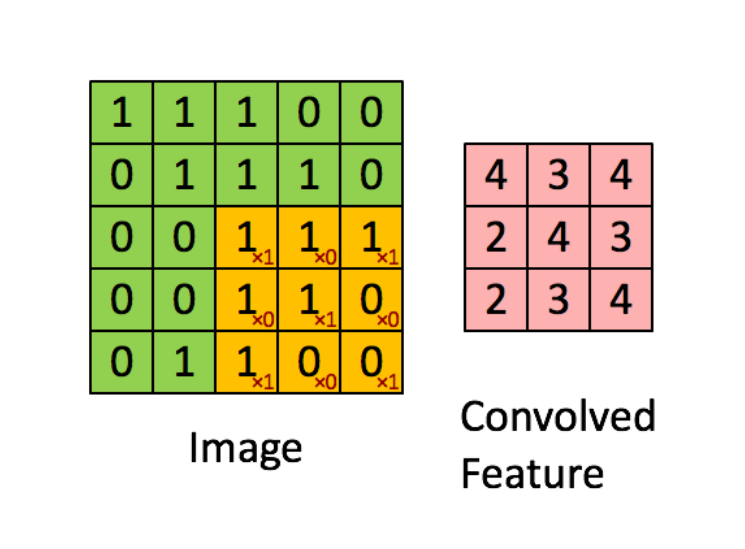 1 1 1 0 0
0 1 1 1 0
0 0 1×1 1×0 1×1
0 0 1×0 1×1 0×0
0 1 1×1 0×0 0×1
Image
4 3 4
2 4 3
2 3 4
Convolved
Feature